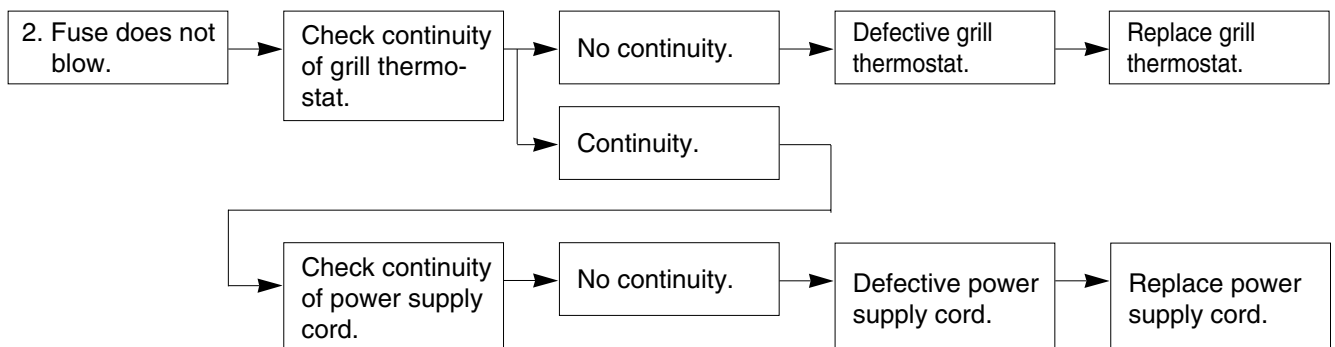 2. Fuse does not
blow.
Check continuity
of grill thermo-
stat.
No continuity.
Defective grill
thermostat.
Replace grill
thermostat.
Continuity.
Check continuity
of power supply
cord.
No continuity.
Defective power
supply cord.
Replace power
supply cord.